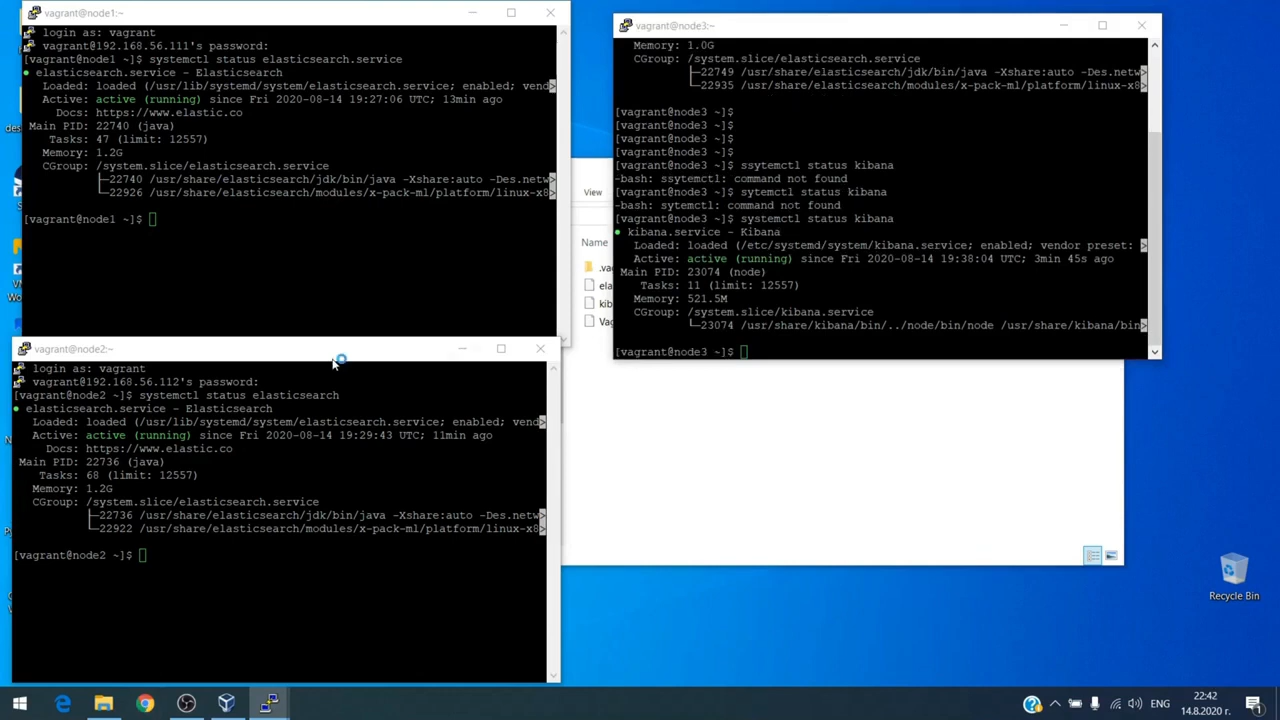 vagrant@node1:~
login as: vagrant
vagrant@192.168.56.111's password:
[vagrant@node1 ~]$ systemctl status elasticsearch.service
● elasticsearch.service - Elasticsearch
Loaded: loaded (/usr/lib/systemd/system/elasticsearch.service; enabled; vend>
Active: active (running) since Fri 2020-08-14 19:27:06 UTC; 13min ago
Docs: https://www.elastic.co
Main PID: 22740 (java)
Tasks: 47 (limit: 12557)
Memory: 1.2G
CGroup: /system.slice/elasticsearch.service
├─22740 /usr/share/elasticsearch/jdk/bin/java -Xshare:auto -Des.netw>
└─22926 /usr/share/elasticsearch/modules/x-pack-ml/platform/linux-x8>
[vagrant@node1 ~]$
vagrant@node3:~
Memory: 1.0G
CGroup: /system.slice/elasticsearch.service
├─22749 /usr/share/elasticsearch/jdk/bin/java -Xshare:auto -Des.netw>
└─22935 /usr/share/elasticsearch/modules/x-pack-ml/platform/linux-x8>
[vagrant@node3 ~]$
[vagrant@node3 ~]$
[vagrant@node3 ~]$
[vagrant@node3 ~]$
[vagrant@node3 ~]$ ssytemctl status kibana
-bash: ssytemctl: command not found
[vagrant@node3 ~]$ sytemctl status kibana
-bash: sytemctl: command not found
[vagrant@node3 ~]$ systemctl status kibana
● kibana.service - Kibana
Loaded: loaded (/etc/systemd/system/kibana.service; enabled; vendor preset: >
Active: active (running) since Fri 2020-08-14 19:38:04 UTC; 3min 45s ago
Main PID: 23074 (node)
Tasks: 11 (limit: 12557)
Memory: 521.5M
CGroup: /system.slice/kibana.service
└─23074 /usr/share/kibana/bin/../node/bin/node /usr/share/kibana/bin>
[vagrant@node3 ~]$
View
Name
.va
ela
kib
Vag
vagrant@node2:~
login as: vagrant
vagrant@192.168.56.112's password:
[vagrant@node2 ~]$ systemctl status elasticsearch
● elasticsearch.service - Elasticsearch
Loaded: loaded (/usr/lib/systemd/system/elasticsearch.service; enabled; vend>
Active: active (running) since Fri 2020-08-14 19:29:43 UTC; 11min ago
Docs: https://www.elastic.co
Main PID: 22736 (java)
Tasks: 68 (limit: 12557)
Memory: 1.2G
CGroup: /system.slice/elasticsearch.service
├─22736 /usr/share/elasticsearch/jdk/bin/java -Xshare:auto -Des.netw>
└─22922 /usr/share/elasticsearch/modules/x-pack-ml/platform/linux-x8>
[vagrant@node2 ~]$
Recycle Bin
ENG
22:42
14.8.2020 г.
1